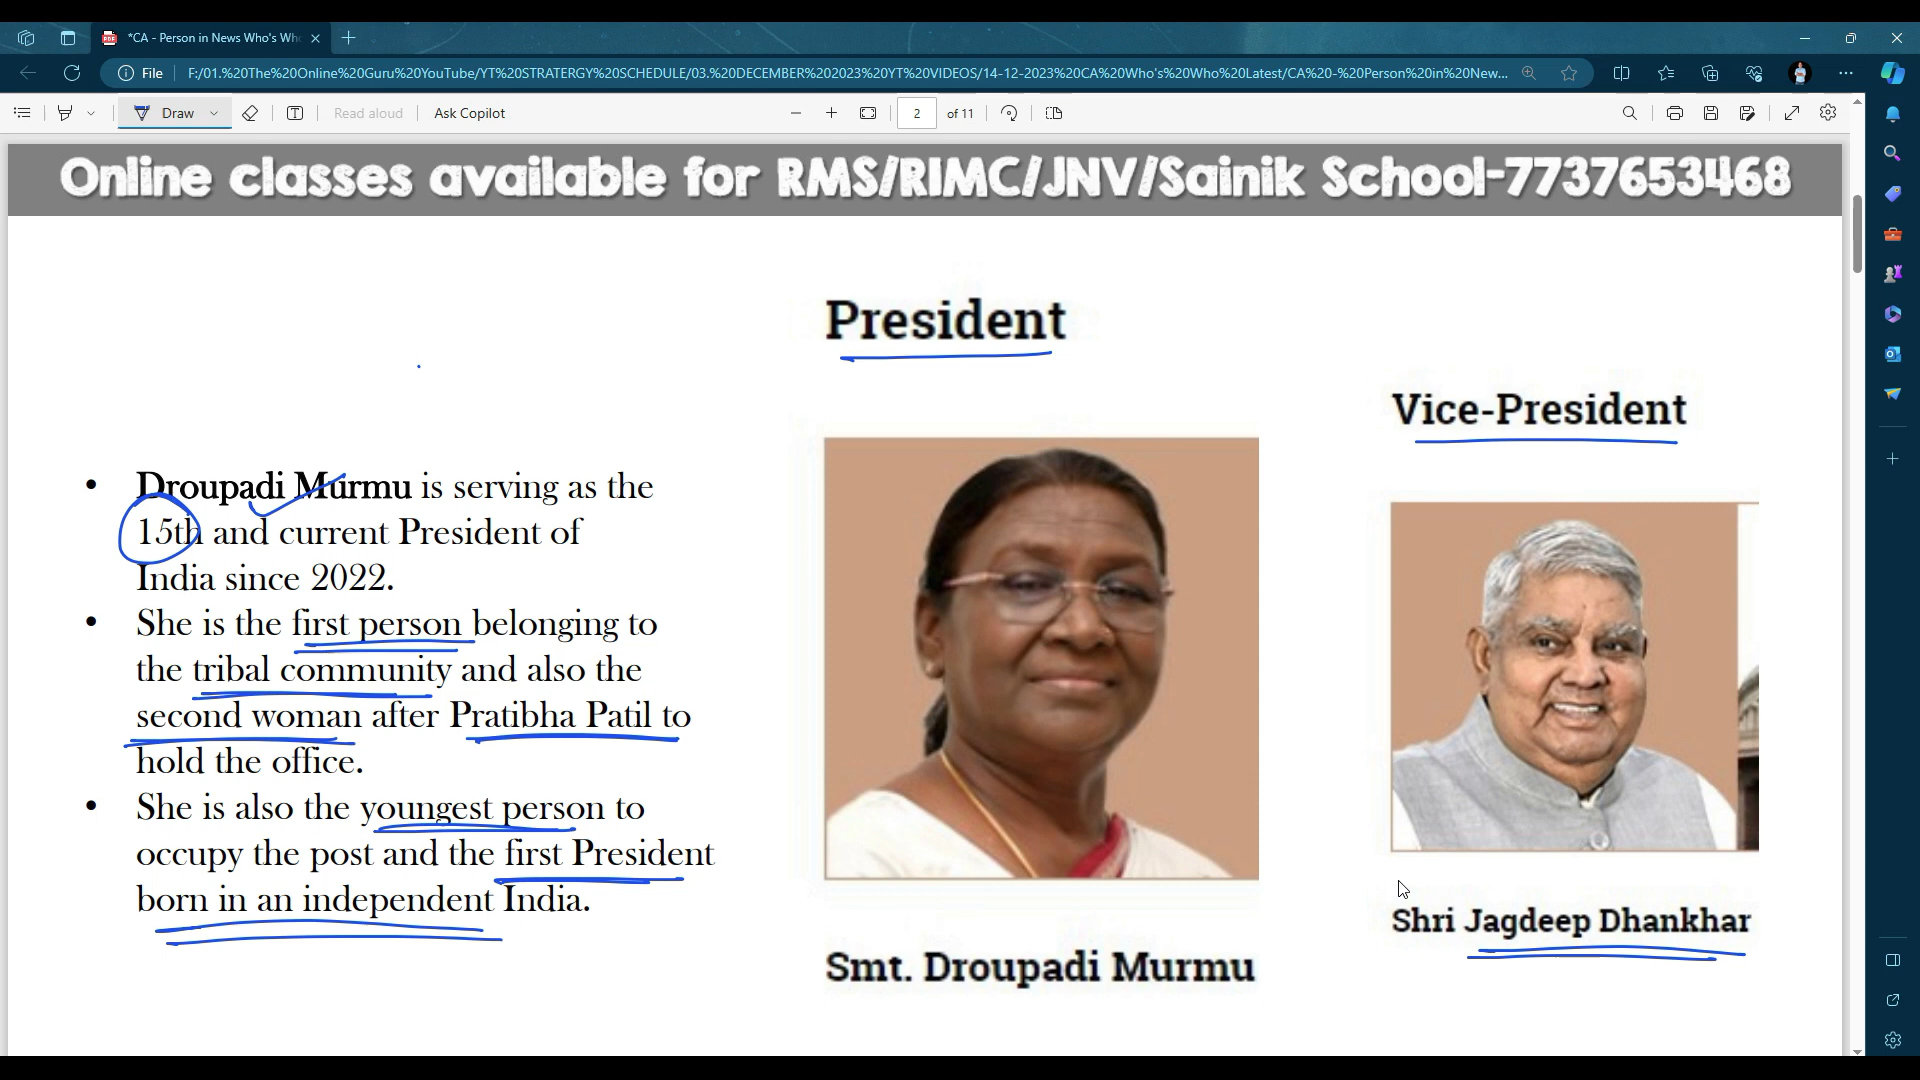 *CA - Person in News Who's Wh
File
F:/01.%20The%20Online%20Guru%20YouTube/YT%20STRATERGY%20SCHEDULE/03.%20DECEMBER%202023%20YT%20VIDEOS/14-12-2023%20CA%20Who's%20Who%20Latest/CA%20-%20Person%20in%20New...
Draw
Read aloud
Ask Copilot
2
of 11
Online classes available for RMS/RIMC/JNV/Sainik School-7737653468
President
Vice-President
• Droupadi Murmu is serving as the
15th and current President of
India since 2022.
• She is the first person belonging to
the tribal community and also the
second woman after Pratibha Patil to
hold the office.
• She is also the youngest person to
occupy the post and the first President
born in an independent India.
Shri Jagdeep Dhankhar
Smt. Droupadi Murmu